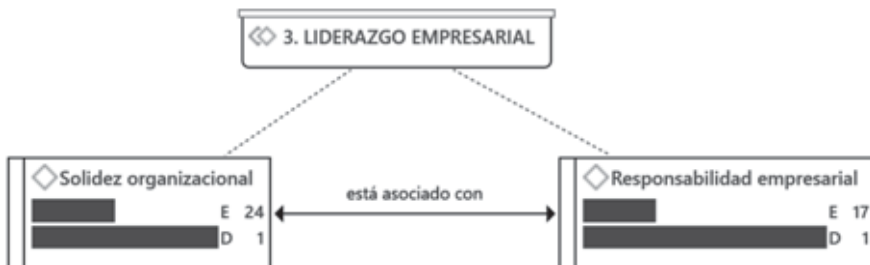 3. LIDERAZGO EMPRESARIAL
Solidez organizacional
E 24
D 1
está asociado con
Responsabilidad empresarial
E 17
D 1